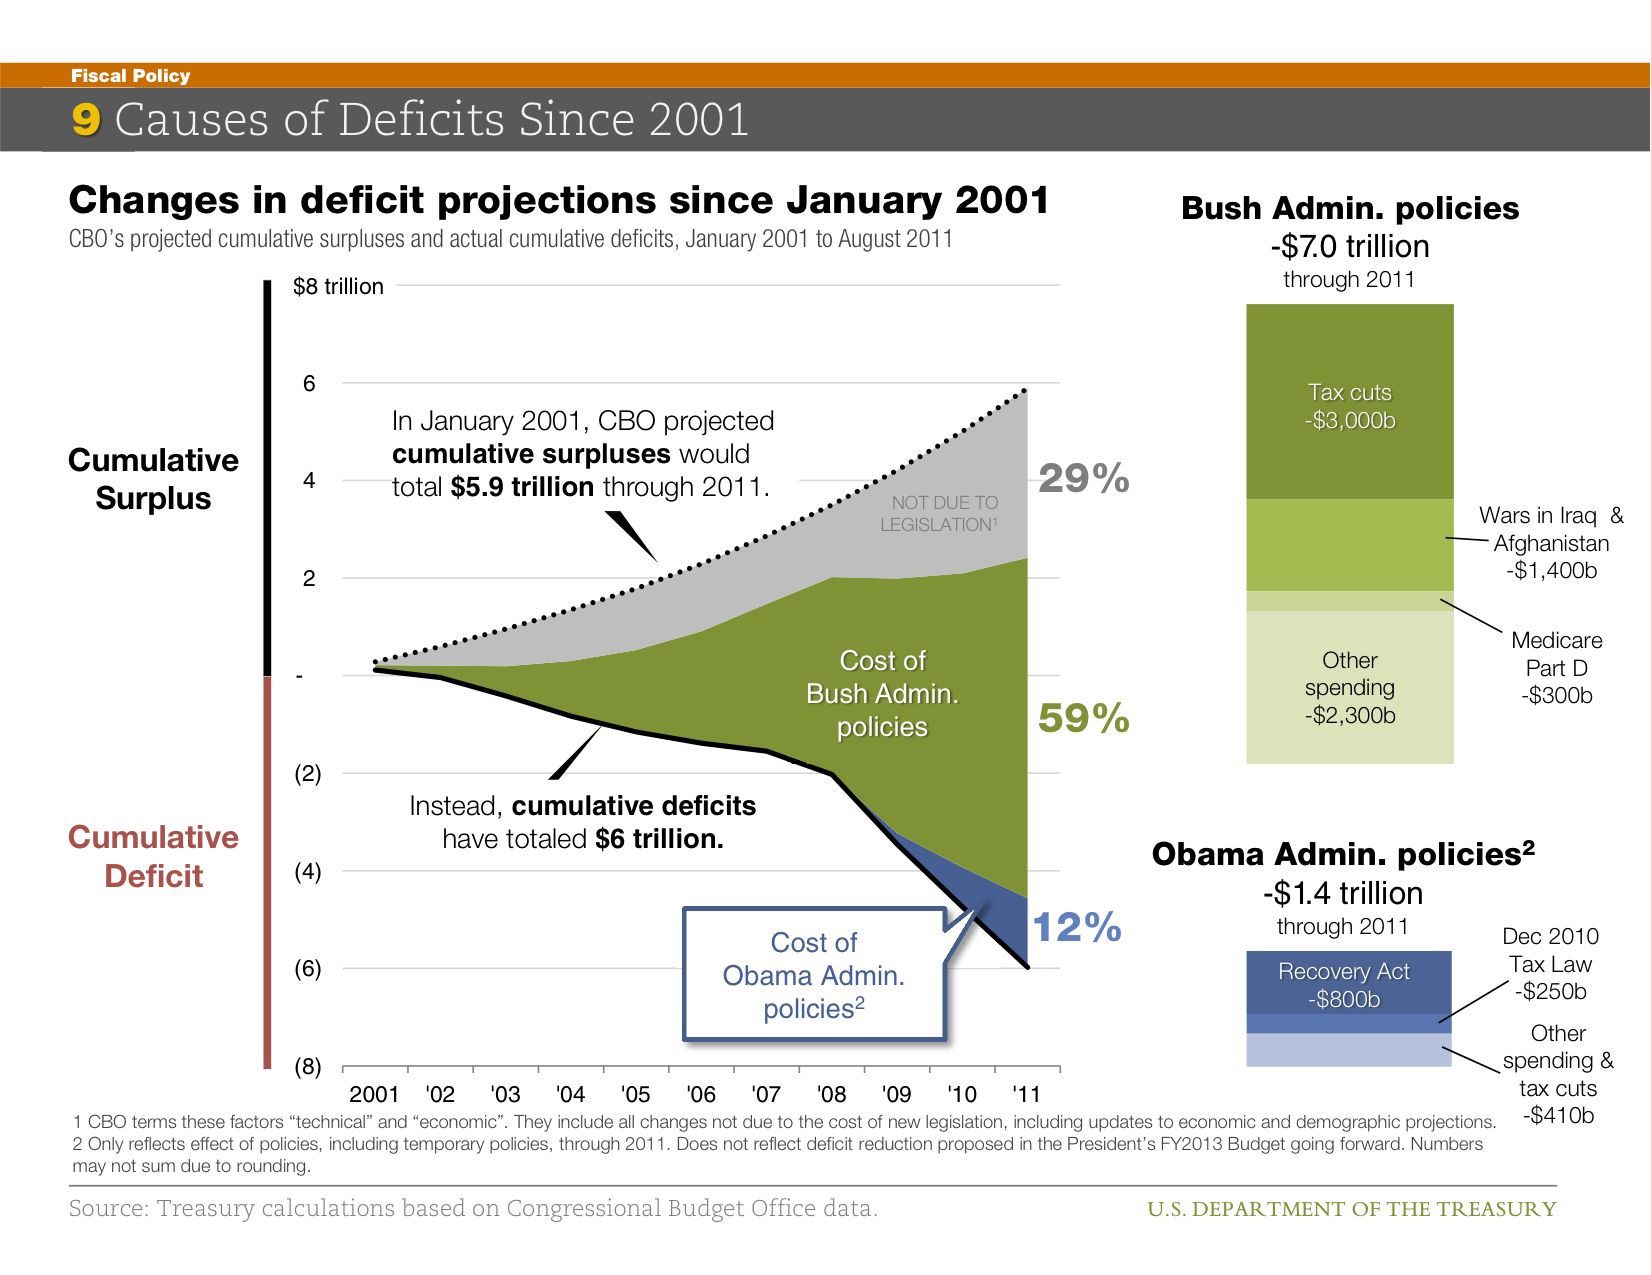 Fiscal Policy
9 Causes of Deficits Since 2001
Changes in deficit projections since January 2001
CBO's projected cumulative surpluses and actual cumulative deficits, January 2001 to August 2011
$8 trillion
6
4
2
-
(2)
(4)
(6)
(8)
Cumulative
Surplus
Cumulative
Deficit
In January 2001, CBO projected
cumulative surpluses would
total $5.9 trillion through 2011.
NOT DUE TO
LEGISLATION¹
29%
Cost of
Bush Admin.
policies
59%
Instead, cumulative deficits
have totaled $6 trillion.
Cost of
Obama Admin.
policies²
12%
2001 '02 '03 '04 '05 '06 '07 '08 '09 '10 '11
Bush Admin. policies
-$7.0 trillion
through 2011
Tax cuts
-$3,000b
Wars in Iraq &
Afghanistan
-$1,400b
Medicare
Part D
-$300b
Other
spending
-$2,300b
Obama Admin. policies²
-$1.4 trillion
through 2011
Recovery Act
-$800b
Dec 2010
Tax Law
-$250b
Other
spending &
tax cuts
-$410b
1 CBO terms these factors “technical” and “economic”. They include all changes not due to the cost of new legislation, including updates to economic and demographic projections.
2 Only reflects effect of policies, including temporary policies, through 2011. Does not reflect deficit reduction proposed in the President's FY2013 Budget going forward. Numbers
may not sum due to rounding.
Source: Treasury calculations based on Congressional Budget Office data.
U.S. DEPARTMENT OF THE TREASURY